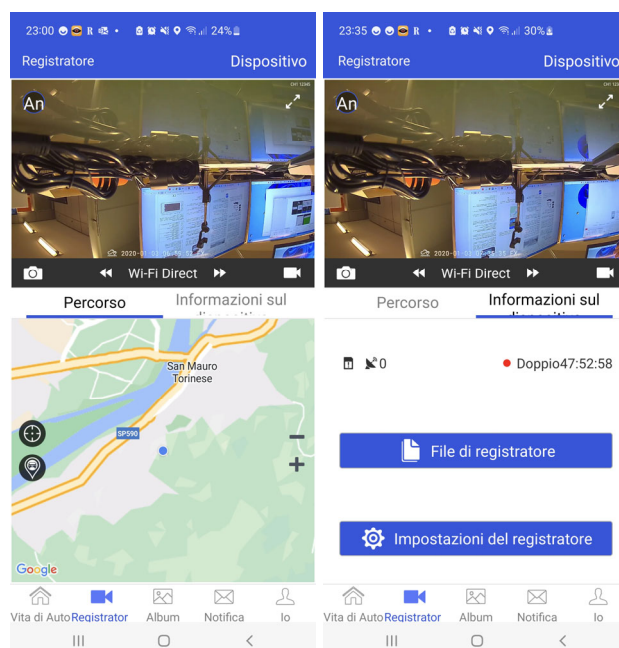 23:00 R 24%
Registratore Dispositivo
An
CH1 12345
Wi-Fi Direct
Percorso Informazioni sul
San Mauro
Torinese
SP590
Google
Vita di Auto Registrator Album Notifica Io
23:35 R 30%
Registratore Dispositivo
An
Wi-Fi Direct
Percorso Informazioni sul
0 Doppio47:52:58
File di registratore
Impostazioni del registratore
Vita di Auto Registrator Album Notifica Io